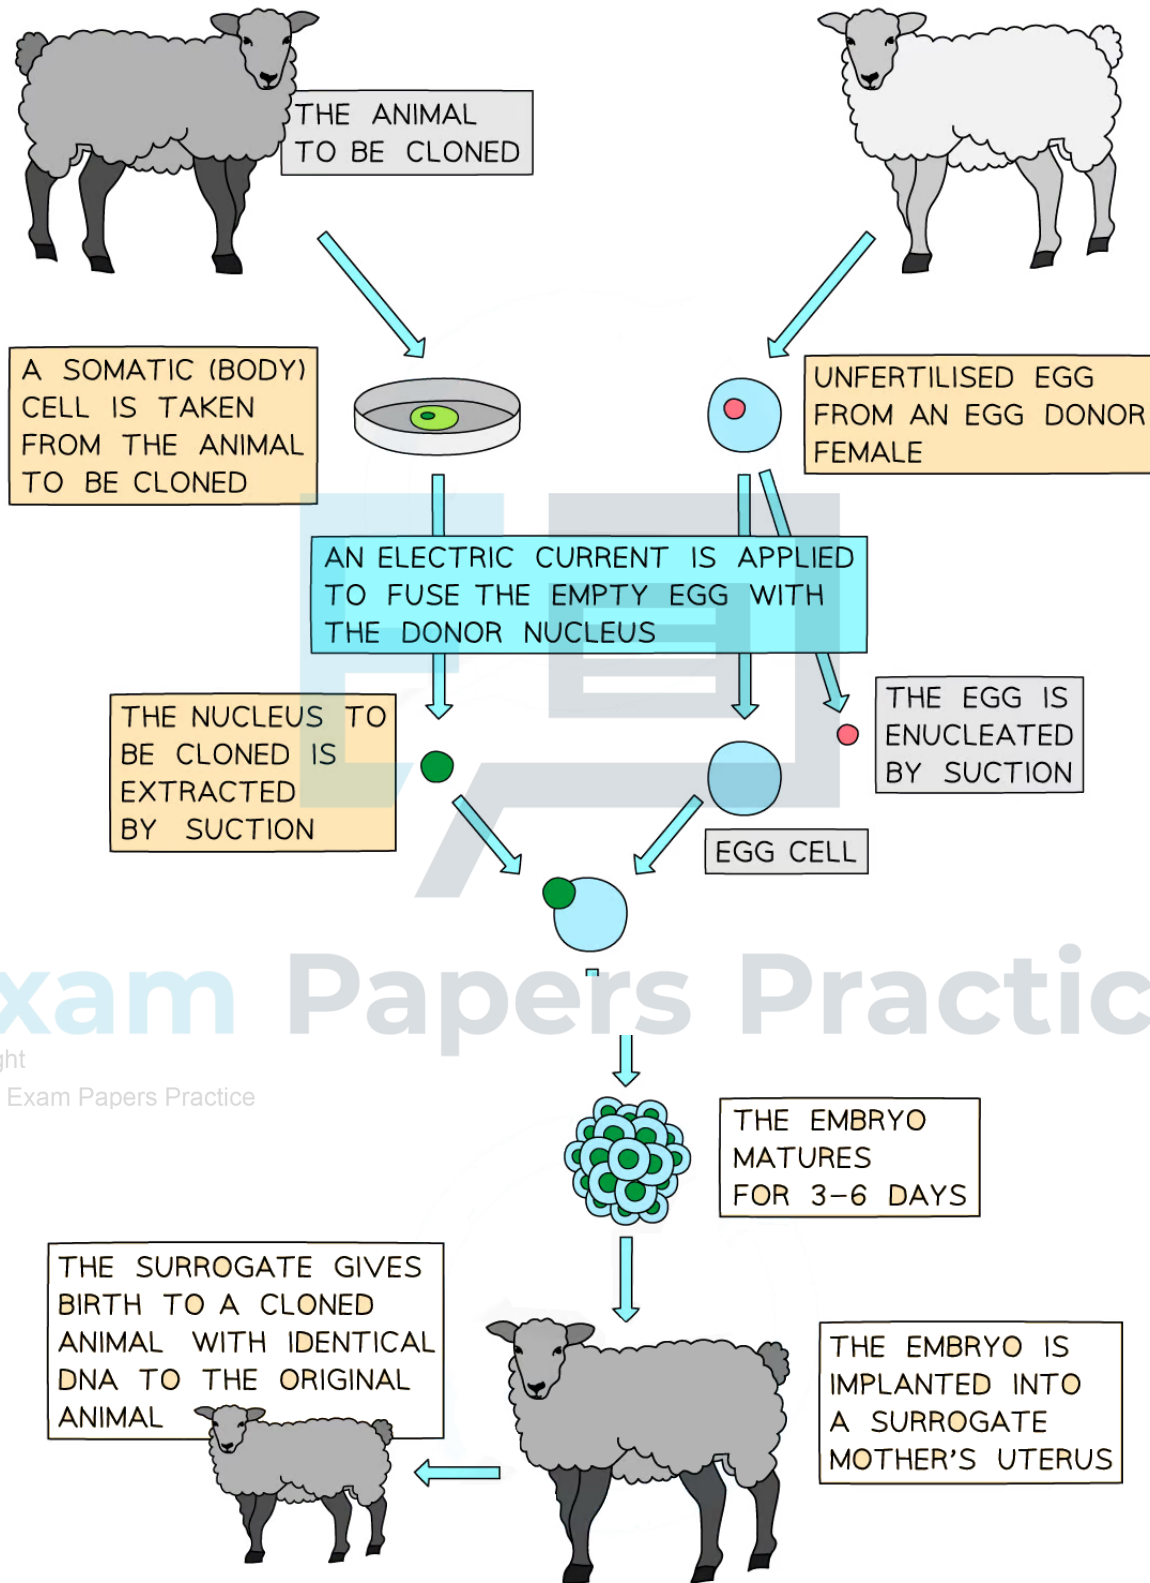 THE ANIMAL
TO BE CLONED
A SOMATIC (BODY)
CELL IS TAKEN
FROM THE ANIMAL
TO BE CLONED
UNFERTILISED EGG
FROM AN EGG DONOR
FEMALE
AN ELECTRIC CURRENT IS APPLIED
TO FUSE THE EMPTY EGG WITH
THE DONOR NUCLEUS
THE NUCLEUS TO
BE CLONED IS
EXTRACTED
BY SUCTION
THE EGG IS
ENUCLEATED
BY SUCTION
EGG CELL
xam Papers Practic
ght
Exam Papers Practice
THE EMBRYO
MATURES
FOR 3-6 DAYS
THE SURROGATE GIVES
BIRTH TO A CLONED
ANIMAL WITH IDENTICAL
DNA TO THE ORIGINAL
ANIMAL
THE EMBRYO IS
IMPLANTED INTO
A SURROGATE
MOTHER'S UTERUS